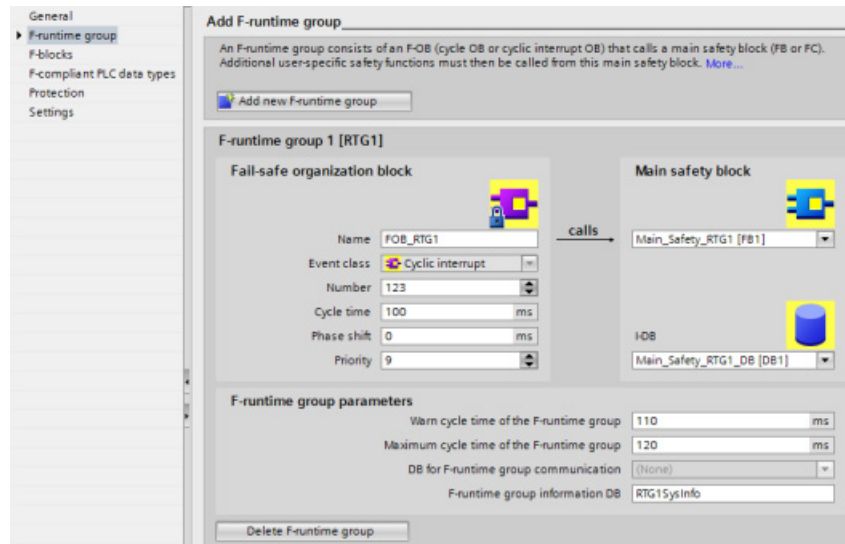 General
F-runtime group
F-blocks
F-compliant PLC data types
Protection
Settings
Add F-runtime group
An F-runtime group consists of an F-OB (cycle OB or cyclic interrupt OB) that calls a main safety block (FB or FC).
Additional user-specific safety functions must then be called from this main safety block. More...
Add new F-runtime group
F-runtime group 1 [RTG1]
Fail-safe organization block
Main safety block
Name FOB_RTG1
calls
Main_Safety_RTG1 [FB1]
Event class Cyclic interrupt
Number 123
Cycle time 100 ms
Phase shift 0 ms
I-DB
Priority 9
Main_Safety_RTG1_DB [DB1]
F-runtime group parameters
Warn cycle time of the F-runtime group 110 ms
Maximum cycle time of the F-runtime group 120 ms
DB for F-runtime group communication (None)
F-runtime group information DB RTG1SysInfo
Delete F-runtime group